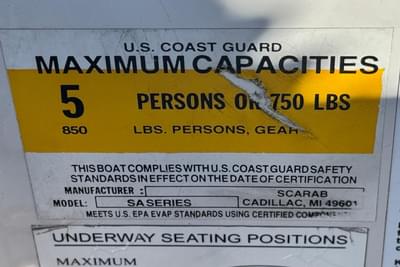 U.S. COAST GUARD
MAXIMUM CAPACITIES
5 PERSONS OR 750 LBS
850 LBS. PERSONS, GEAR
THIS BOAT COMPLIES WITH U.S. COAST GUARD SAFETY
STANDARDS IN EFFECT ON THE DATE OF CERTIFICATION
MANUFACTURER: SCARAB
MODEL: SA SERIES CADILLAC, MI 49601
MEETS U.S. EPA EVAP STANDARDS USING CERTIFIED COMPONENTS
UNDERWAY SEATING POSITIONS
MAXIMUM